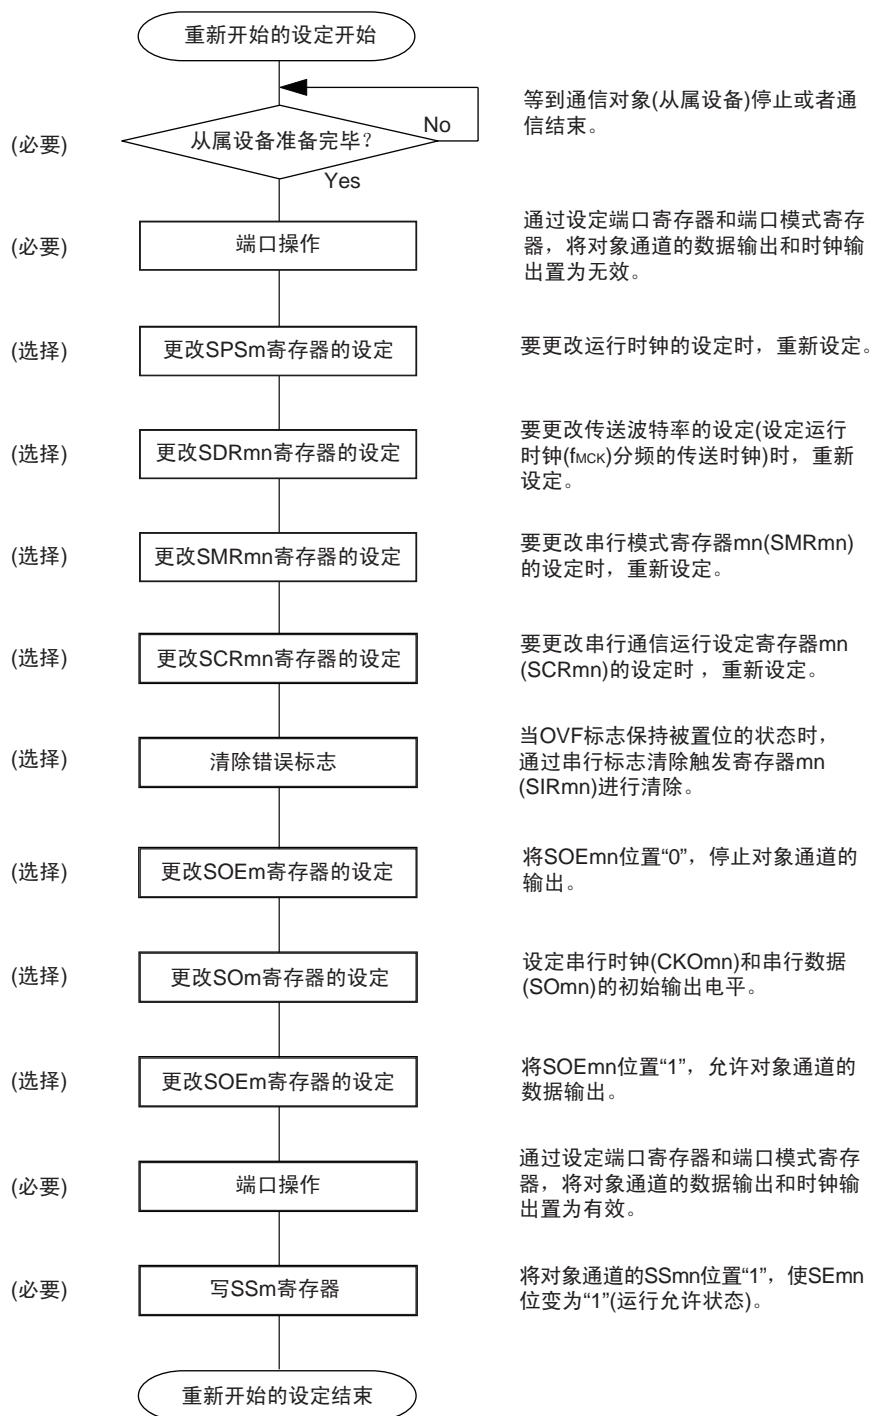 重新开始的设定开始
(必要)
从属设备准备完毕？
No
Yes
等到通信对象(从属设备)停止或者通
信结束。
(必要)
端口操作
通过设定端口寄存器和端口模式寄存
器，将对象通道的数据输出和时钟输
出置为无效。
(选择)
更改SPSm寄存器的设定
要更改运行时钟的设定时，重新设定。
(选择)
更改SDRmn寄存器的设定
要更改传送波特率的设定(设定运行
时钟(fMCK)分频的传送时钟)时，重新
设定。
(选择)
更改SMRmn寄存器的设定
要更改串行模式寄存器mn(SMRmn)
的设定时，重新设定。
(选择)
更改SCRmn寄存器的设定
要更改串行通信运行设定寄存器mn
(SCRmn)的设定时 ，重新设定。
(选择)
清除错误标志
当OVF标志保持被置位的状态时，
通过串行标志清除触发寄存器mn
(SIRmn)进行清除。
(选择)
更改SOEm寄存器的设定
将SOEmn位置“0”，停止对象通道的
输出。
(选择)
更改SOm寄存器的设定
设定串行时钟(CKOmn)和串行数据
(SOmn)的初始输出电平。
(选择)
更改SOEm寄存器的设定
将SOEmn位置“1”，允许对象通道的
数据输出。
(必要)
端口操作
通过设定端口寄存器和端口模式寄存
器，将对象通道的数据输出和时钟输
出置为有效。
(必要)
写SSm寄存器
将对象通道的SSmn位置“1”，使SEmn
位变为“1”(运行允许状态)。
重新开始的设定结束